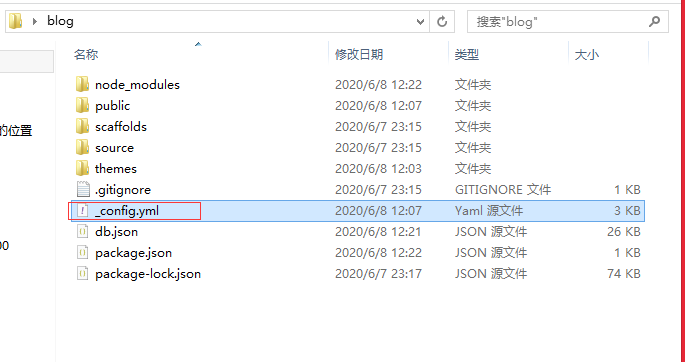 blog
搜索"blog"
名称 修改日期 类型 大小
node_modules 2020/6/8 12:22 文件夹
public 2020/6/8 12:07 文件夹
的位置
scaffolds 2020/6/7 23:15 文件夹
source 2020/6/7 23:15 文件夹
themes 2020/6/8 12:03 文件夹
.gitignore 2020/6/7 23:15 GITIGNORE 文件 1 KB
_config.yml 2020/6/8 12:07 Yaml 源文件 3 KB
db.json 2020/6/8 12:21 JSON 源文件 26 KB
00
package.json 2020/6/8 12:22 JSON 源文件 1 KB
package-lock.json 2020/6/7 23:17 JSON 源文件 74 KB